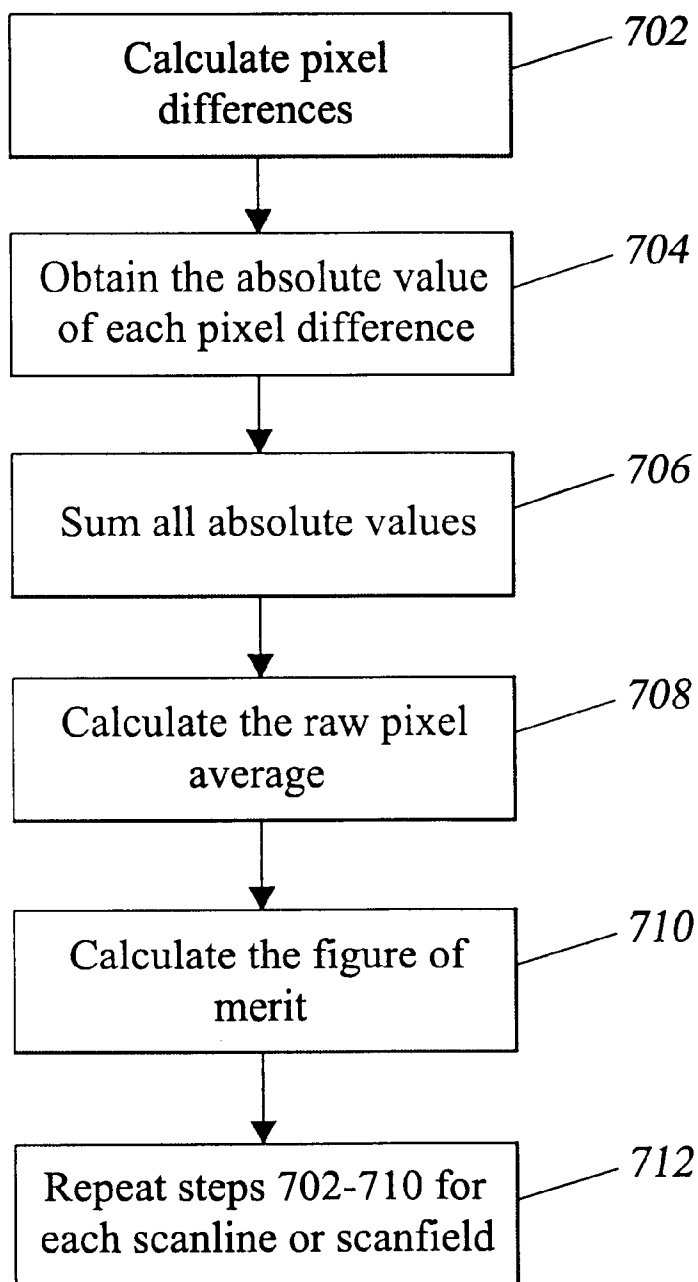 702
Calculate pixel
differences
704
Obtain the absolute value
of each pixel difference
706
Sum all absolute values
708
Calculate the raw pixel
average
710
Calculate the figure of
merit
712
Repeat steps 702-710 for
each scanline or scanfield